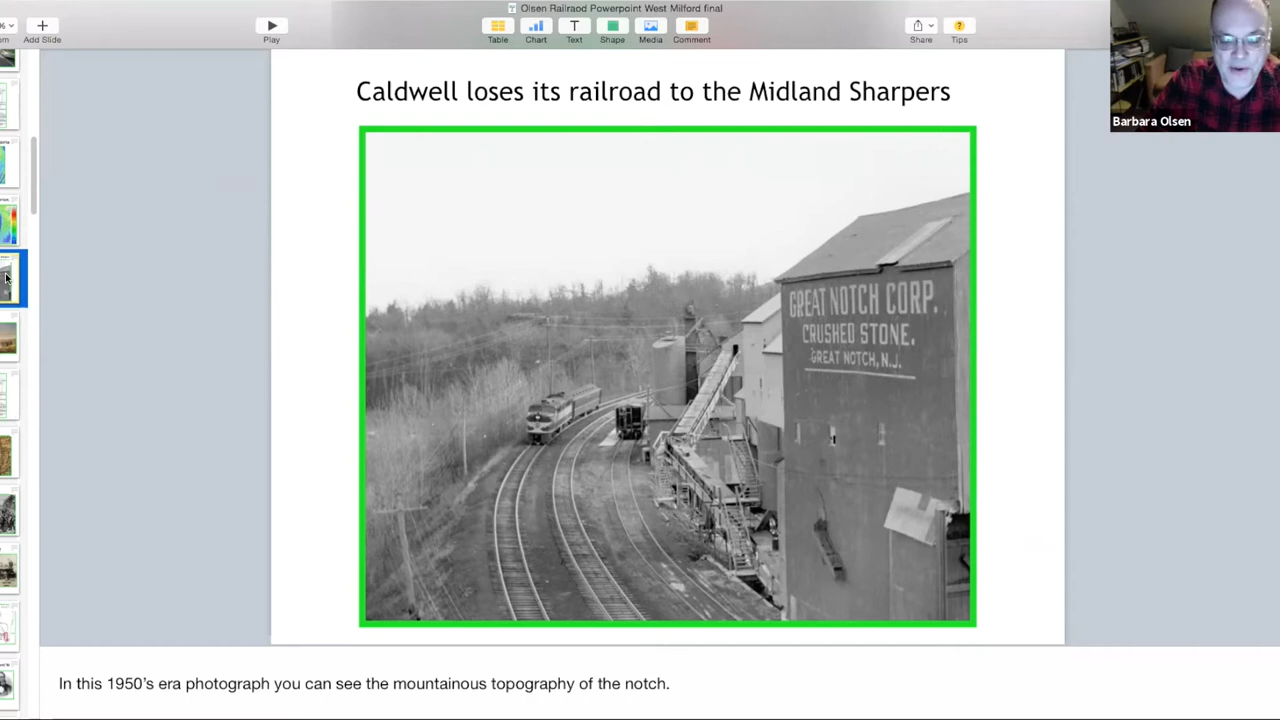 Olsen Railraod Powerpoint West Milford final
%
om
Add Slide
Play
Table
Chart
Text
Shape
Media
Comment
Share
Tips
Barbara Olsen
Caldwell loses its railroad to the Midland Sharpers
GREAT NOTCH CORP.
CRUSHED STONE.
GREAT NOTCH, N.J.
In this 1950’s era photograph you can see the mountainous topography of the notch.